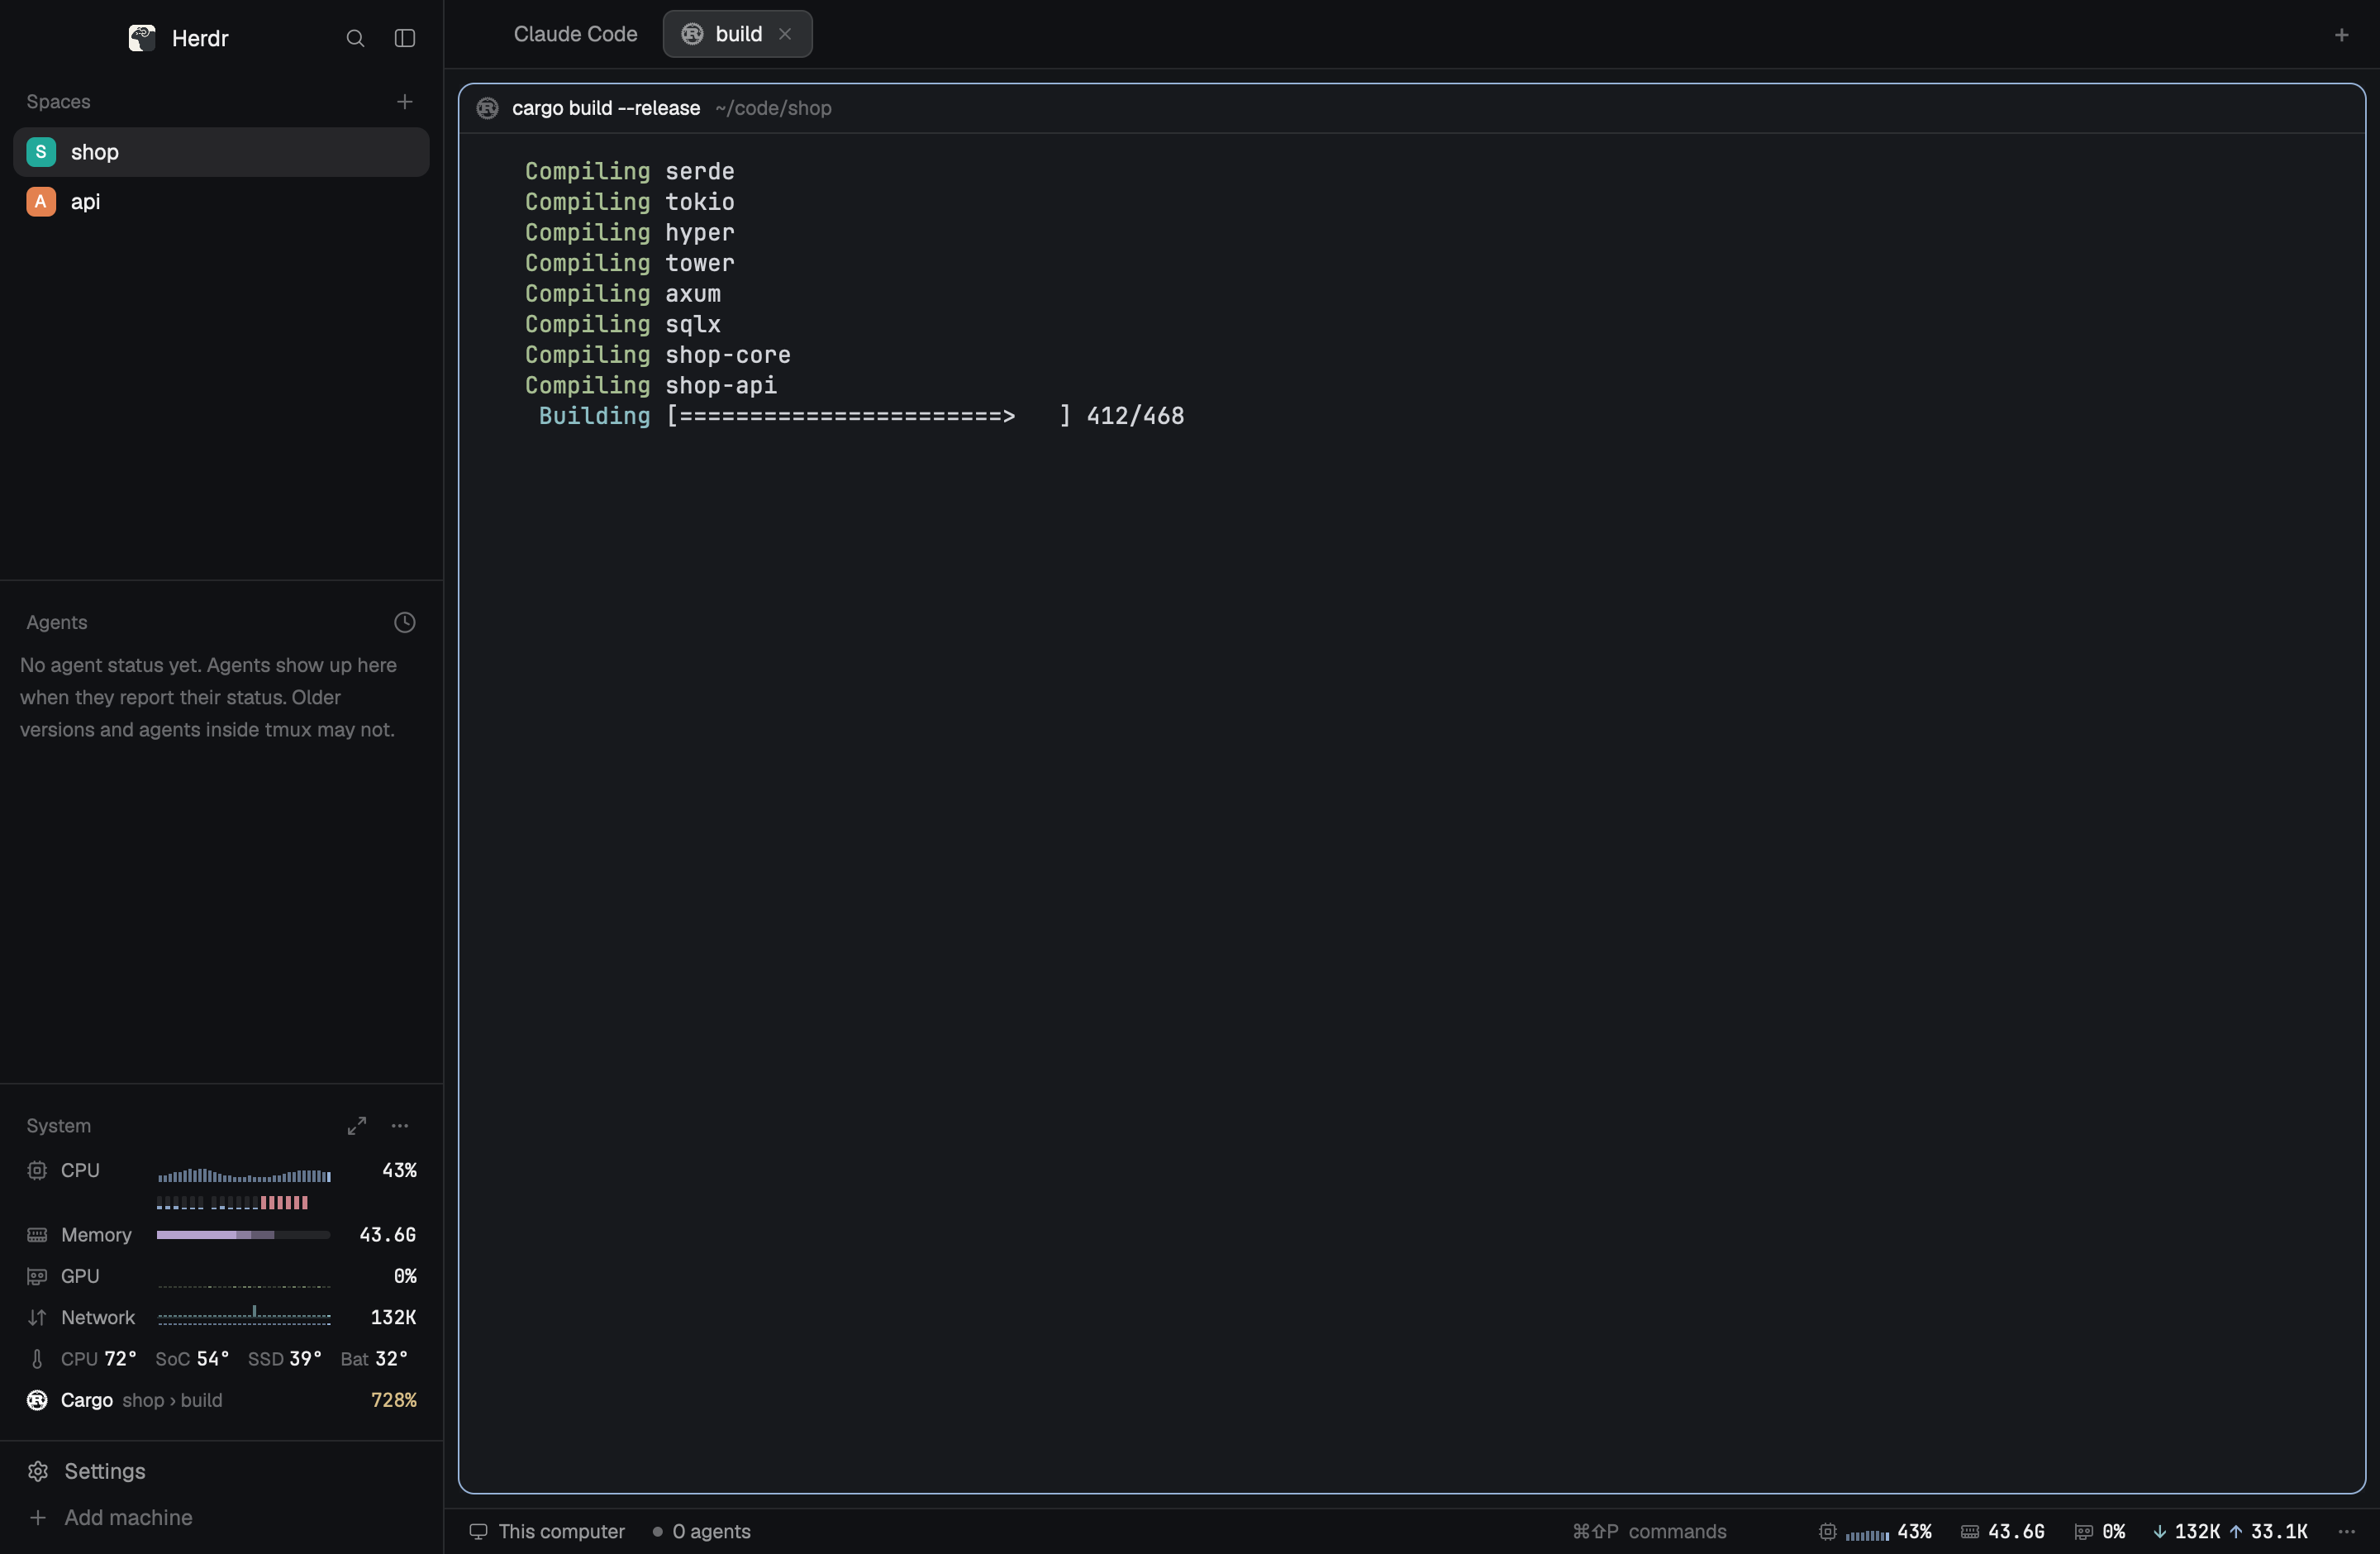 Herdr
Spaces
S shop
A api
Agents
No agent status yet. Agents show up here
when they report their status. Older
versions and agents inside tmux may not.
System
CPU 43%
Memory 43.6G
GPU 0%
Network 132K
CPU 72° SoC 54° SSD 39° Bat 32°
Cargo shop › build 728%
Settings
+ Add machine
Claude Code
build ×
+
cargo build --release ~/code/shop
Compiling serde
Compiling tokio
Compiling hyper
Compiling tower
Compiling axum
Compiling sqlx
Compiling shop-core
Compiling shop-api
Building [=======================>   ] 412/468
This computer ● 0 agents
⌘⇧P commands
43% 43.6G 0% ↓ 132K ↑ 33.1K ···